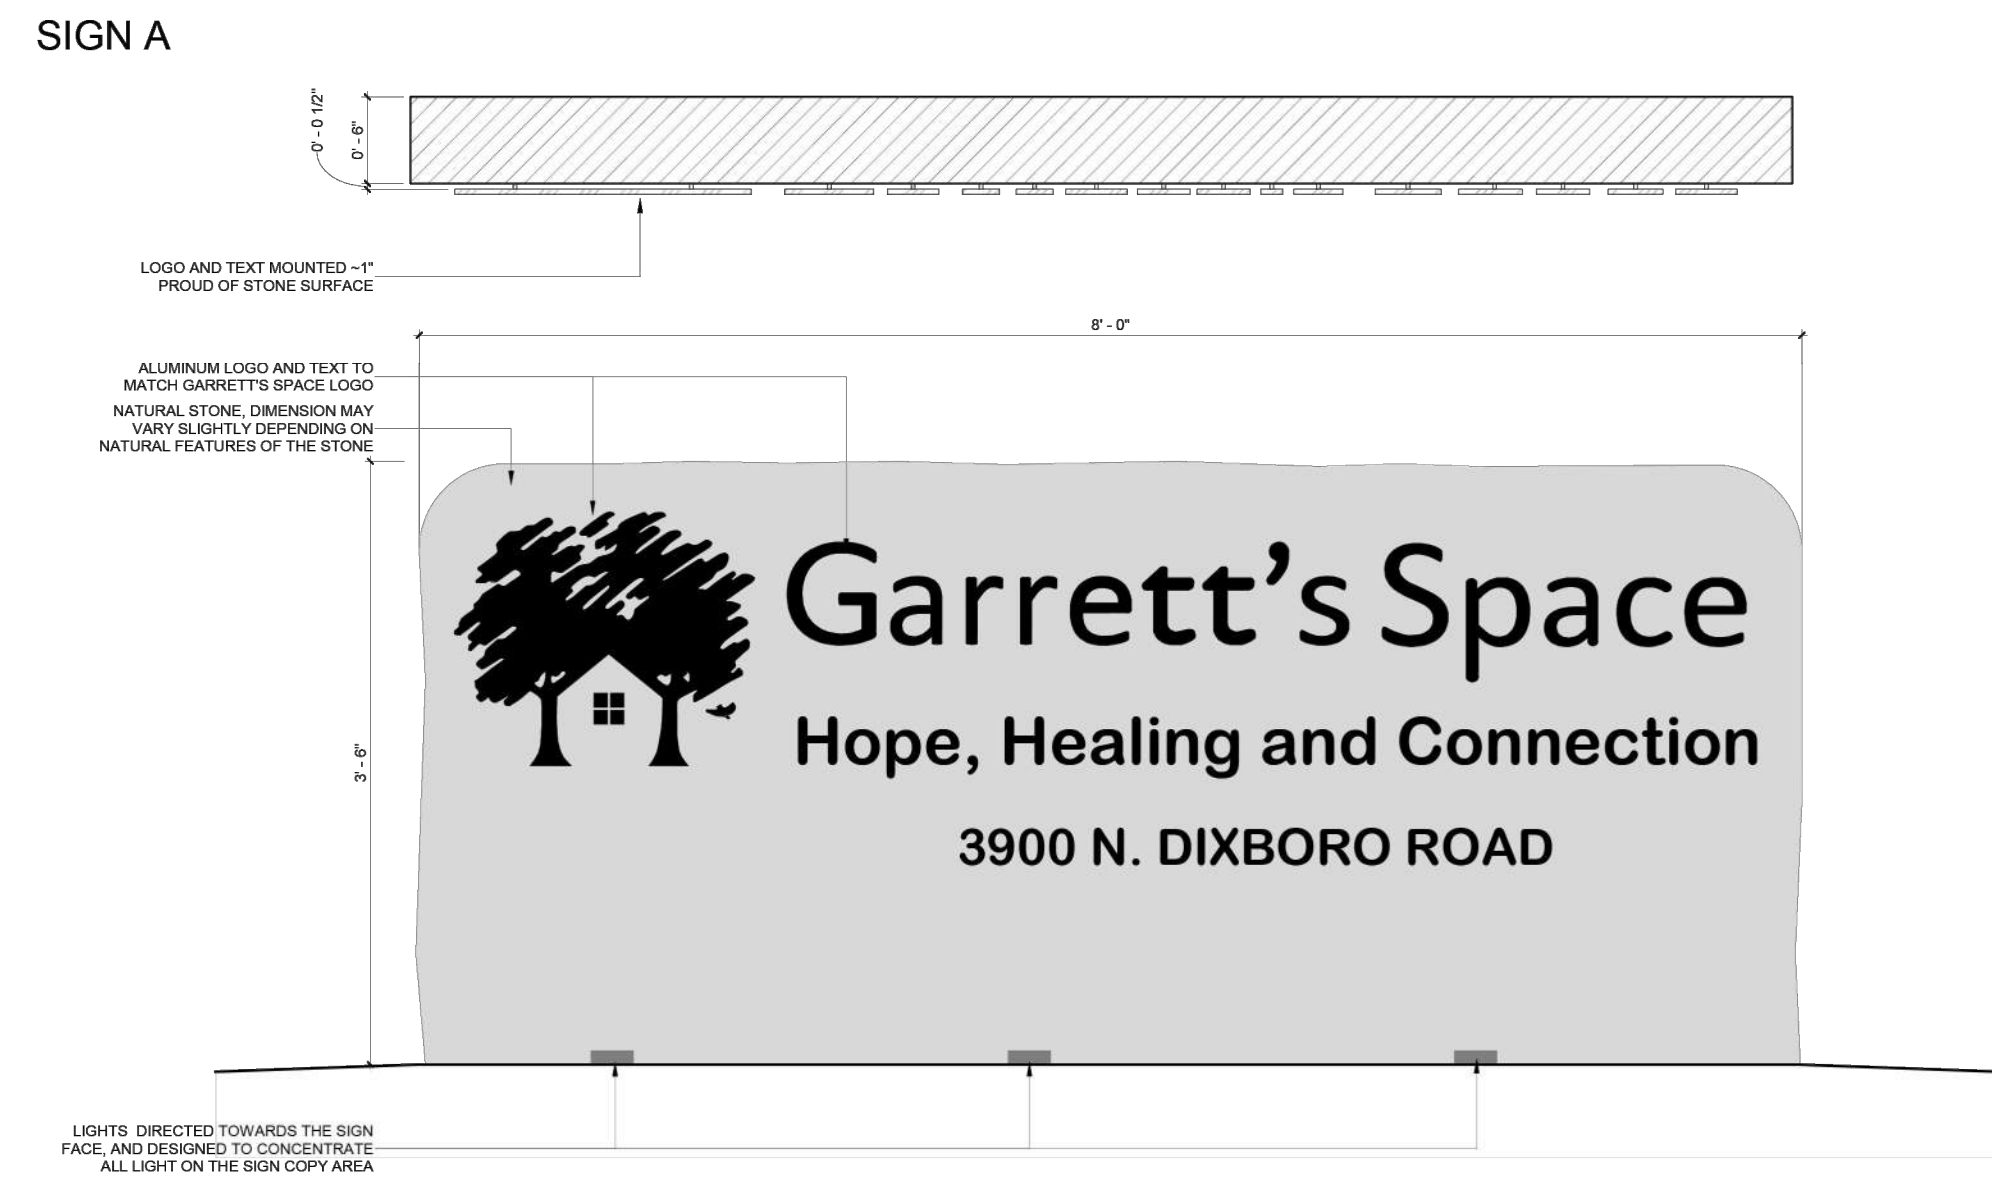 SIGN A
0' - 0 1/2"
0' - 6"
LOGO AND TEXT MOUNTED ~1"
PROUD OF STONE SURFACE
8' - 0"
ALUMINUM LOGO AND TEXT TO
MATCH GARRETT'S SPACE LOGO
NATURAL STONE, DIMENSION MAY
VARY SLIGHTLY DEPENDING ON
NATURAL FEATURES OF THE STONE
Garrett’s Space
Hope, Healing and Connection
3900 N. DIXBORO ROAD
3' - 6"
LIGHTS DIRECTED TOWARDS THE SIGN
FACE, AND DESIGNED TO CONCENTRATE
ALL LIGHT ON THE SIGN COPY AREA